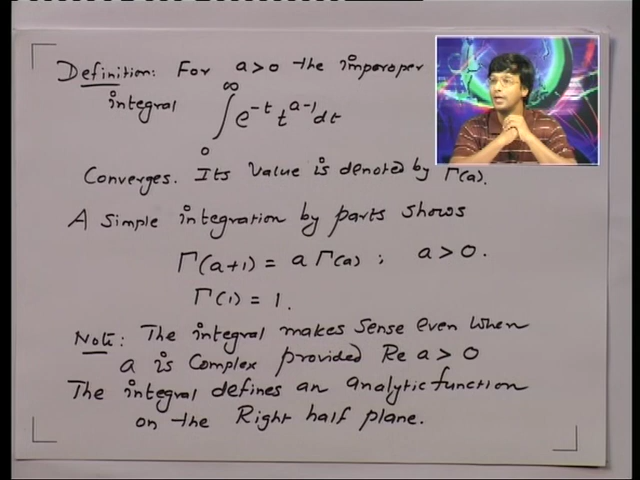 Definition: For a>0 the improper
integral ∫₀^∞ e^{-t} t^{a-1} dt
Converges. Its value is denoted by Γ(a).
A simple integration by parts shows
Γ(a+1) = a Γ(a) ; a>0.
Γ(1) = 1.
Note: The integral makes sense even when
a is Complex provided Re a>0
The integral defines an analytic function
on the Right half plane.